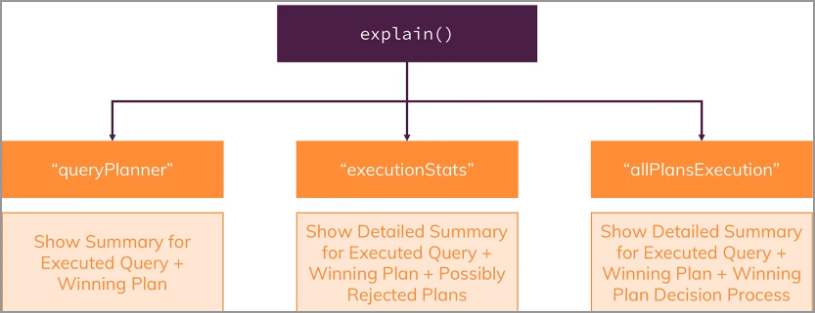 explain()
“queryPlanner”
“executionStats”
“allPlansExecution”
Show Summary for
Executed Query +
Winning Plan
Show Detailed Summary
for Executed Query +
Winning Plan + Possibly
Rejected Plans
Show Detailed Summary
for Executed Query +
Winning Plan + Winning
Plan Decision Process